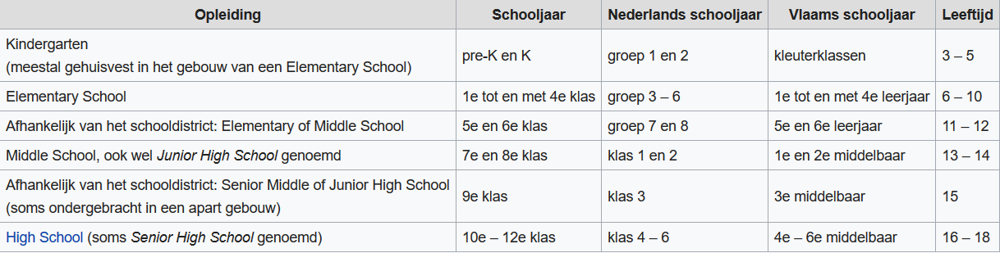 Opleiding Schooljaar Nederlands schooljaar Vlaams schooljaar Leeftijd
Kindergarten
(meestal gehuisvest in het gebouw van een Elementary School) pre-K en K groep 1 en 2 kleuterklassen 3 – 5
Elementary School 1e tot en met 4e klas groep 3 – 6 1e tot en met 4e leerjaar 6 – 10
Afhankelijk van het schooldistrict: Elementary of Middle School 5e en 6e klas groep 7 en 8 5e en 6e leerjaar 11 – 12
Middle School, ook wel Junior High School genoemd 7e en 8e klas klas 1 en 2 1e en 2e middelbaar 13 – 14
Afhankelijk van het schooldistrict: Senior Middle of Junior High School
(soms ondergebracht in een apart gebouw) 9e klas klas 3 3e middelbaar 15
High School (soms Senior High School genoemd) 10e – 12e klas klas 4 – 6 4e – 6e middelbaar 16 – 18